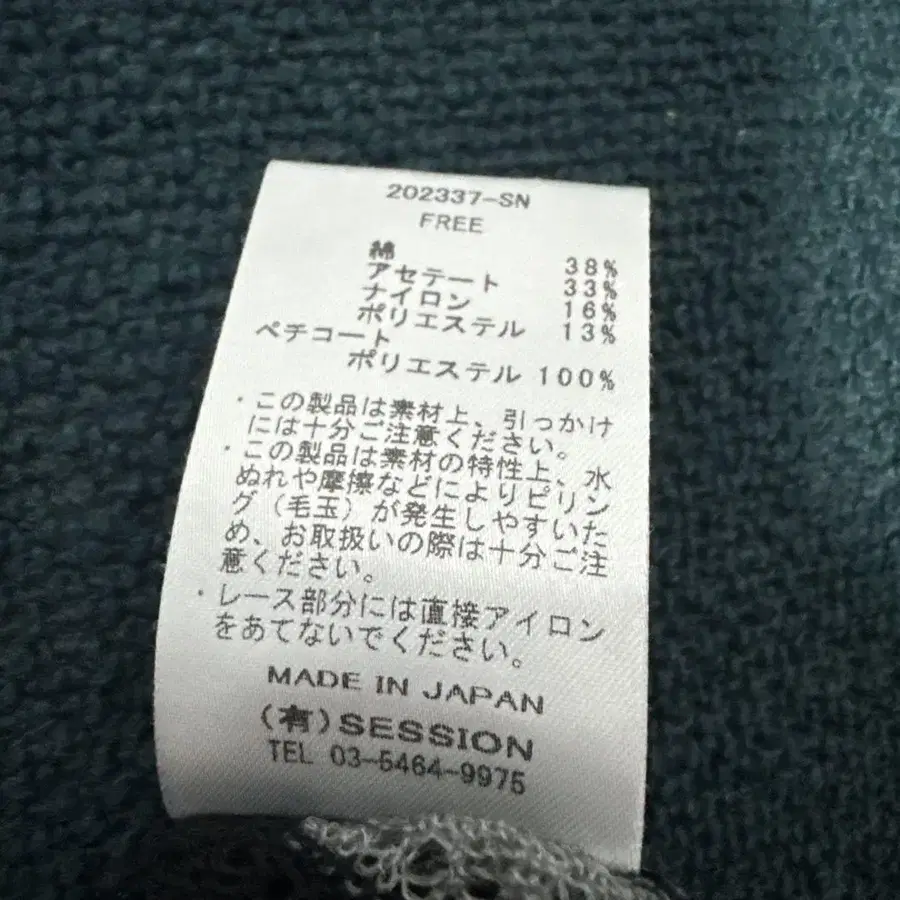 202337-SN
FREE
綿 38%
アセテート 33%
ナイロン 16%
ポリエステル 13%
ペチコート
ポリエステル 100%
・この製品は素材上、引っかけ
には十分ご注意ください。
・この製品は素材の特性上、水
ぬれや摩擦などによりピリン
グ（毛玉）が発生しやすいた
め、お取扱いの際は十分ご注
意ください。
・レース部分には直接アイロン
をあてないでください。
MADE IN JAPAN
(有)SESSION
TEL 03-5464-9975